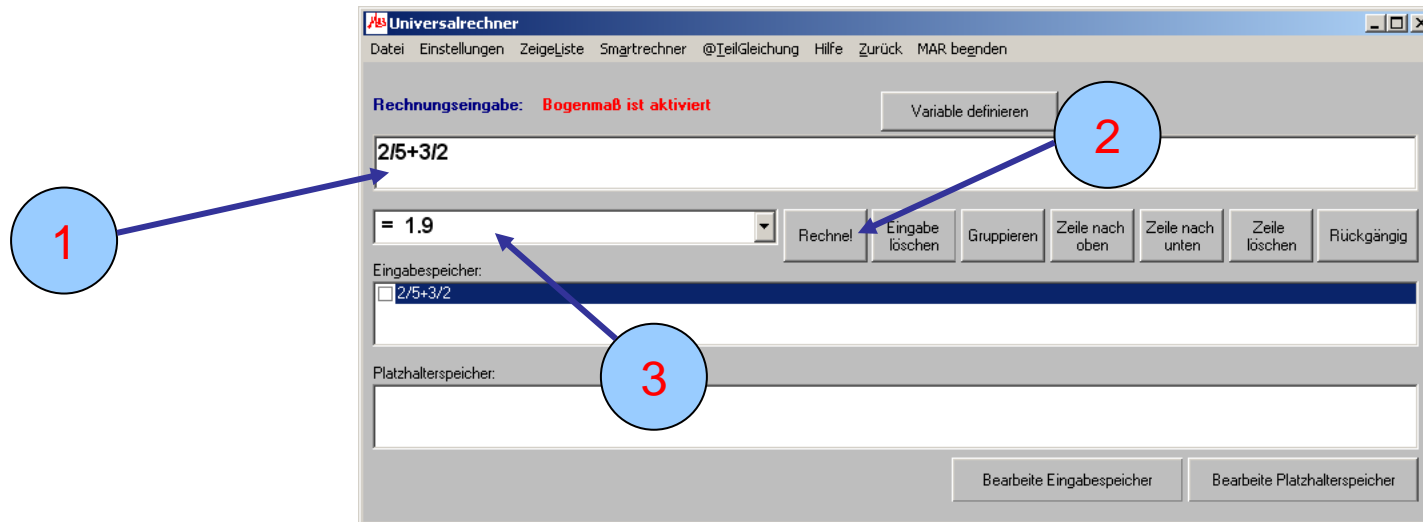 Universalrechner
Datei Einstellungen ZeigeListe Smartrechner @TeilGleichung Hilfe Zurück MAR beenden
Rechnungseingabe: Bogenmaß ist aktiviert
Variable definieren
2
2/5+3/2
1
= 1.9
Rechne!
Eingabe
löschen
Gruppieren
Zeile nach
oben
Zeile nach
unten
Zeile
löschen
Rückgängig
Eingabespeicher:
2/5+3/2
3
Platzhalterspeicher:
Bearbeite Eingabespeicher
Bearbeite Platzhalterspeicher